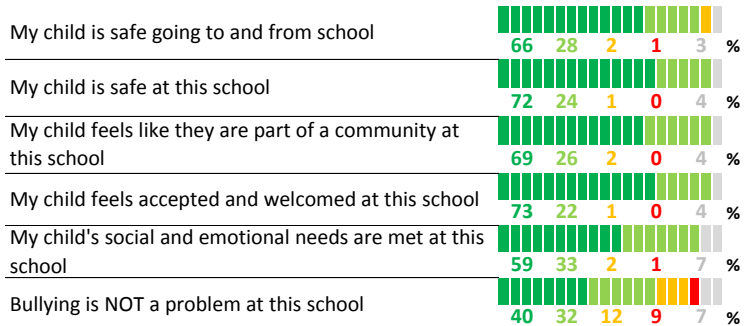 My child is safe going to and from school
66 28 2 1 3 %
My child is safe at this school
72 24 1 0 4 %
My child feels like they are part of a community at
this school
69 26 2 0 4 %
My child feels accepted and welcomed at this school
73 22 1 0 4 %
My child's social and emotional needs are met at this
school
59 33 2 1 7 %
Bullying is NOT a problem at this school
40 32 12 9 7 %